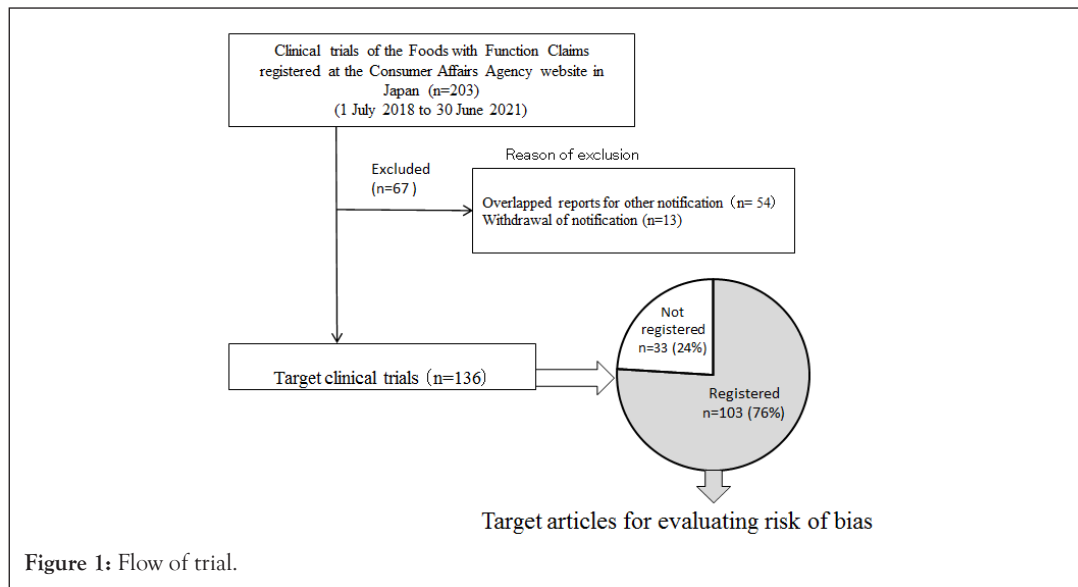 Clinical trials of the Foods with Function Claims
registered at the Consumer Affairs Agency website in
Japan (n=203)
(1 July 2018 to 30 June 2021)
Reason of exclusion
Excluded
(n=67 )
Overlapped reports for other notification （n= 54)
Withdrawal of notification (n=13)
Not
registered
n=33 (24%)
Target clinical trials（n=136）
Registered
n=103 (76%)
Target articles for evaluating risk of bias
Figure 1: Flow of trial.